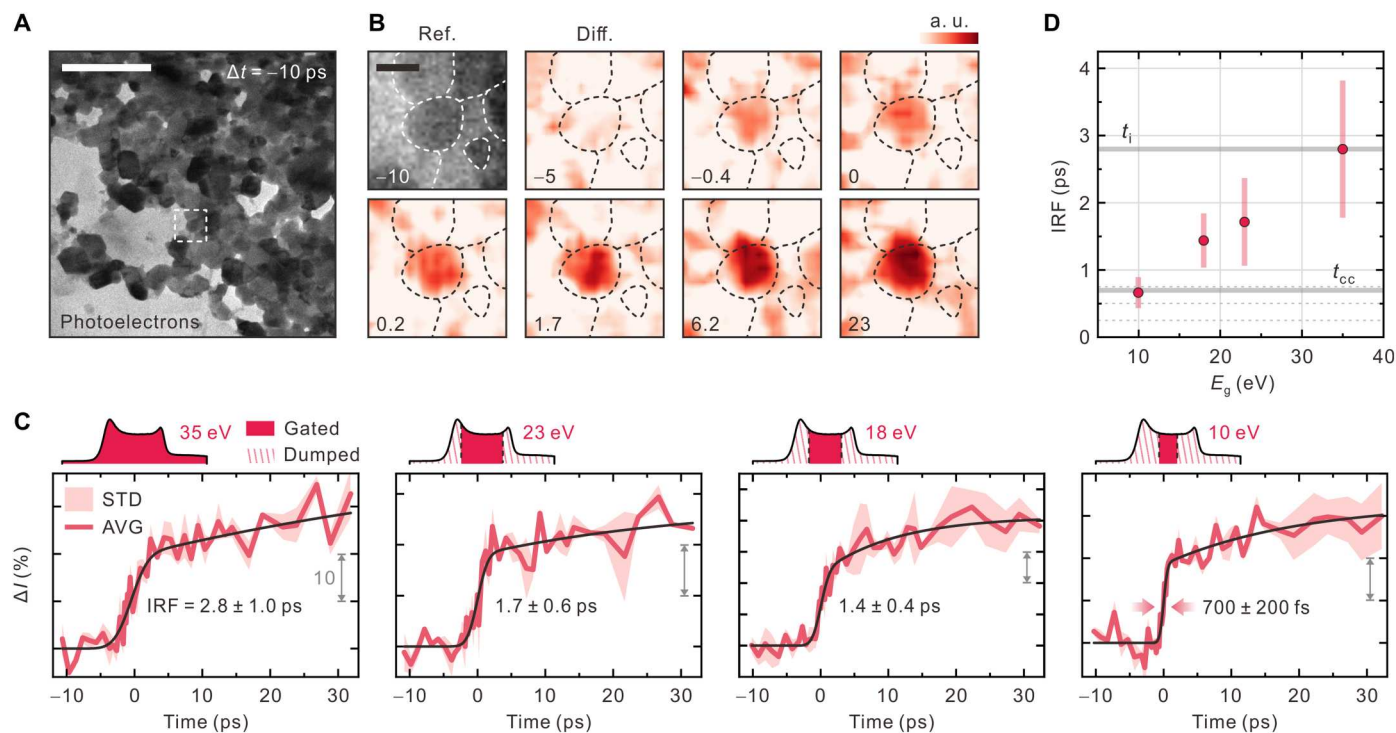 A
Δt = −10 ps
Photoelectrons
B
Ref.
Diff.
a. u.
−10
−5
−0.4
0
0.2
1.7
6.2
23
D
IRF (ps)
4
3
2
1
0
t_i
t_cc
10
20
30
40
E_g (eV)
C
35 eV
Gated
Dumped
23 eV
18 eV
10 eV
STD
AVG
ΔI (%)
10
IRF = 2.8 ± 1.0 ps
1.7 ± 0.6 ps
1.4 ± 0.4 ps
700 ± 200 fs
−10 0 10 20 30
−10 0 10 20 30
−10 0 10 20 30
−10 0 10 20 30
Time (ps)
Time (ps)
Time (ps)
Time (ps)